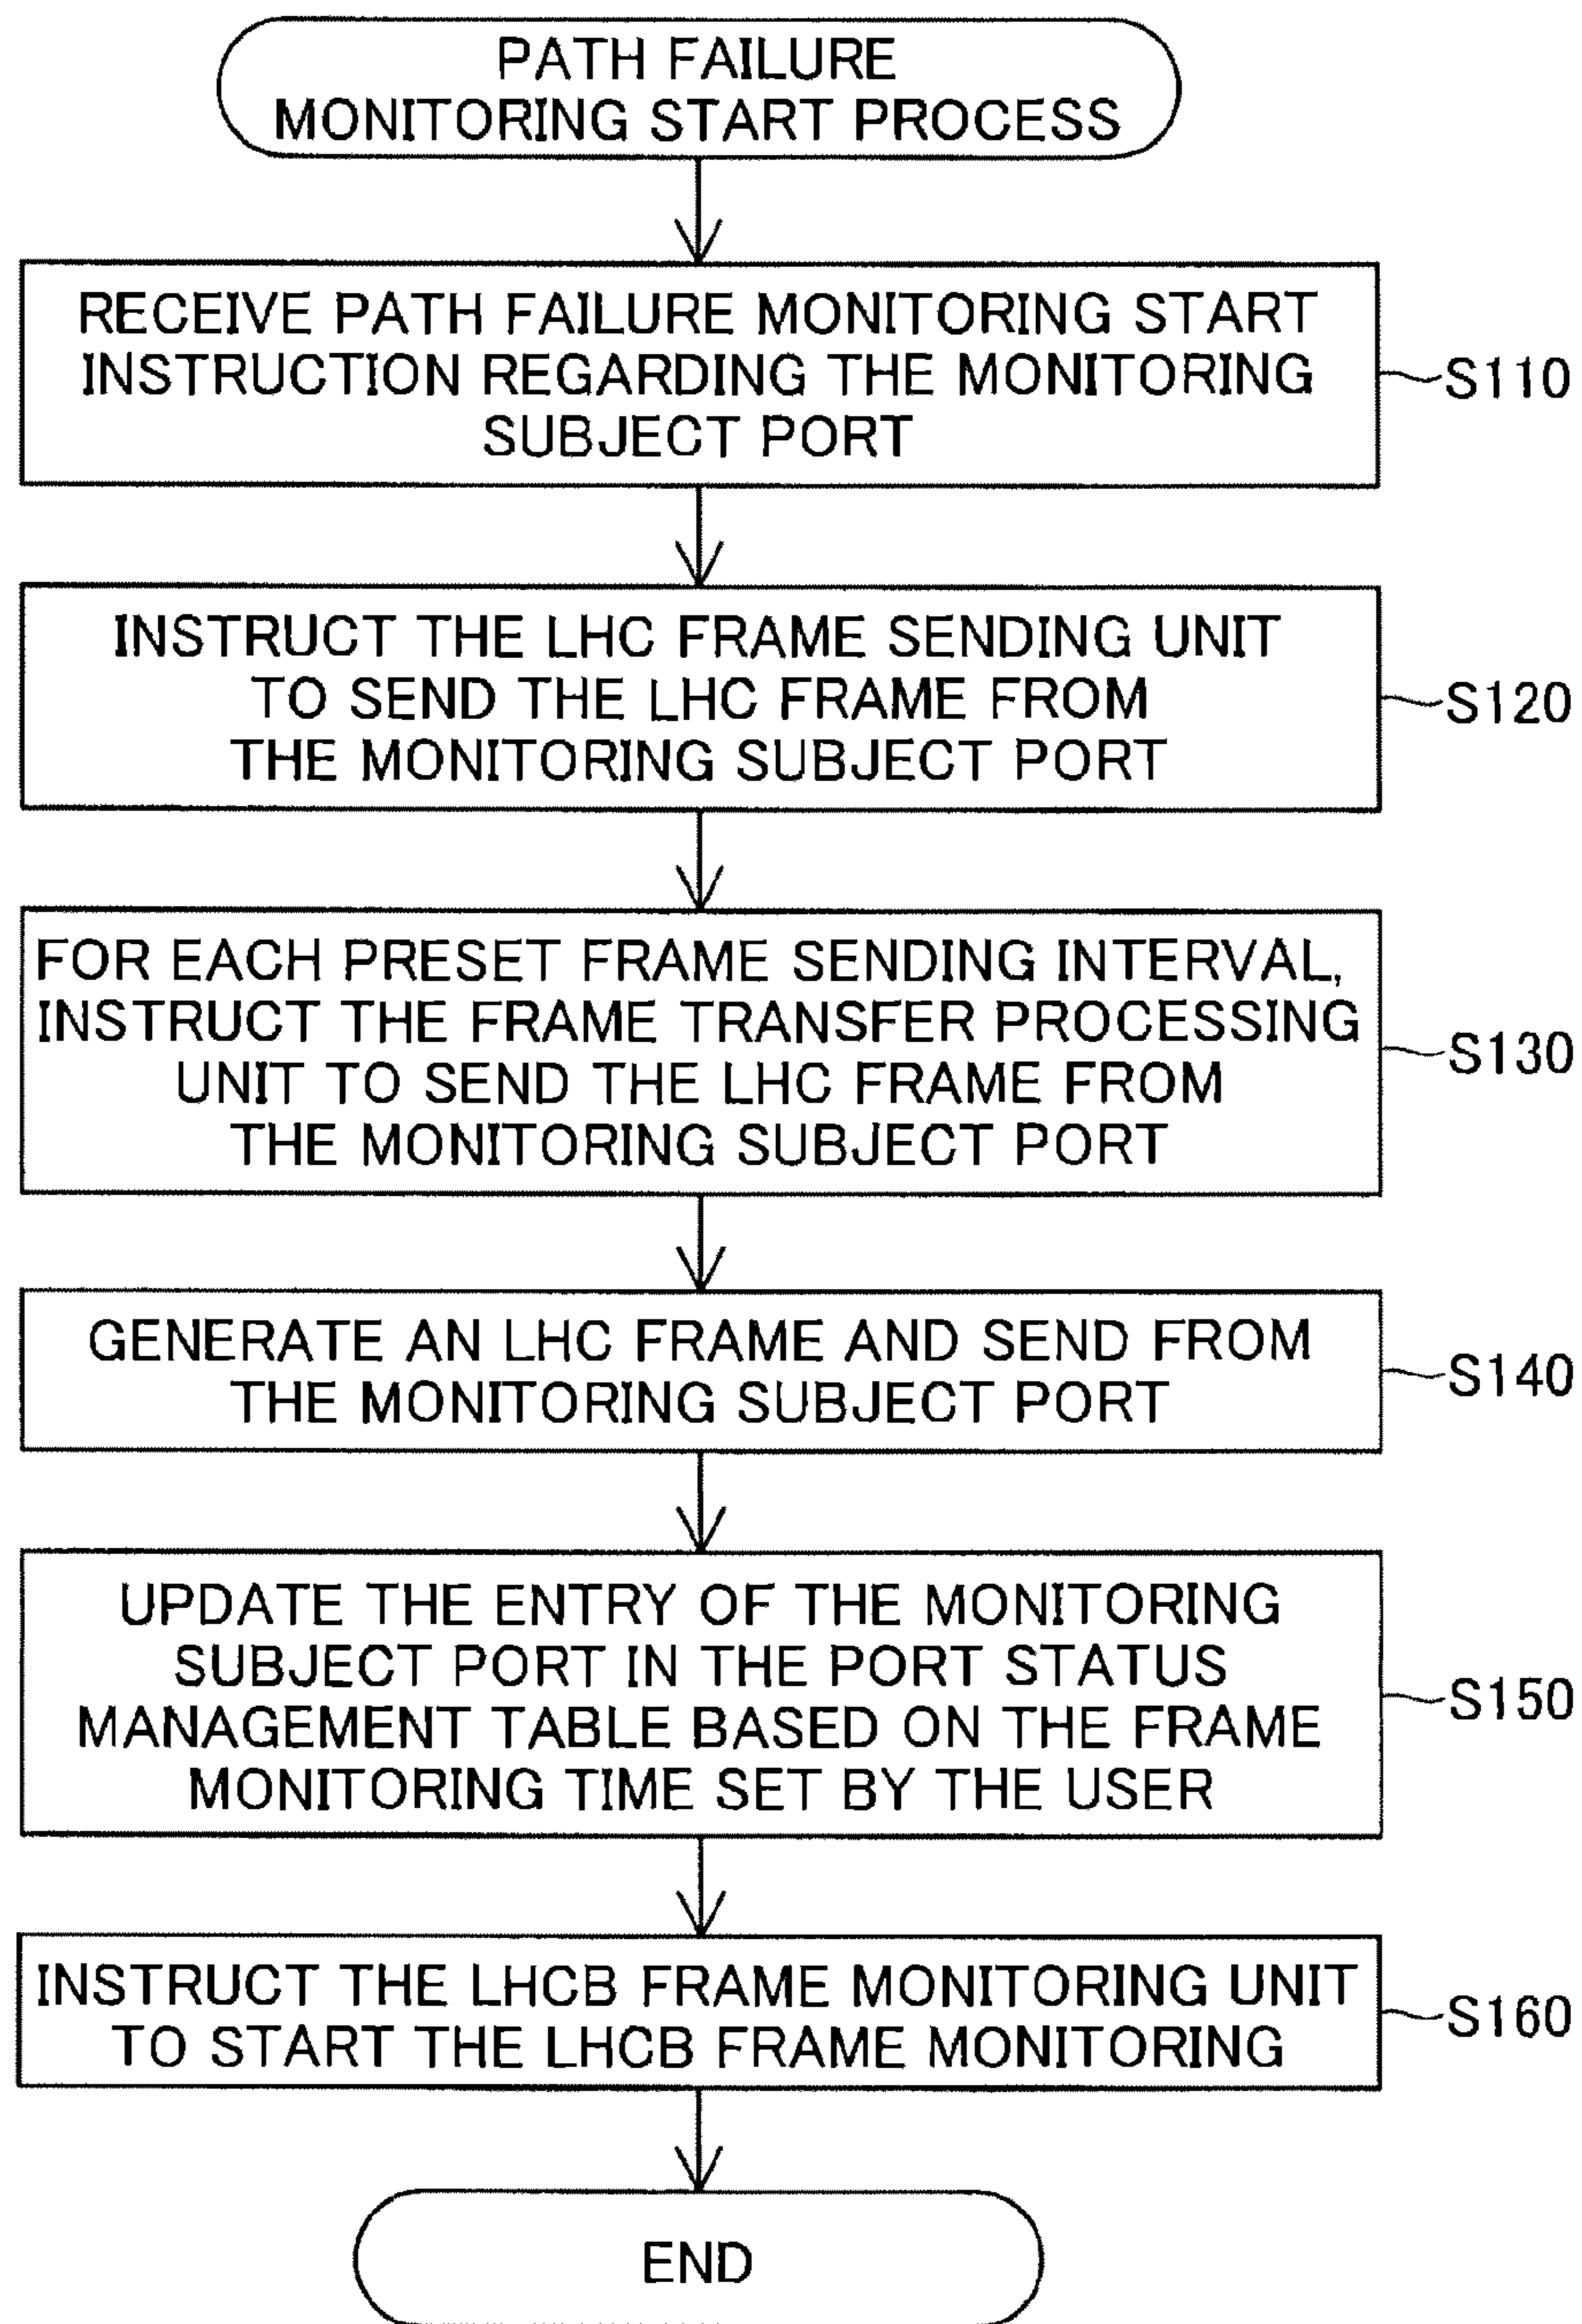 PATH FAILURE
MONITORING START PROCESS
RECEIVE PATH FAILURE MONITORING START
INSTRUCTION REGARDING THE MONITORING
SUBJECT PORT
S110
INSTRUCT THE LHC FRAME SENDING UNIT
TO SEND THE LHC FRAME FROM
THE MONITORING SUBJECT PORT
S120
FOR EACH PRESET FRAME SENDING INTERVAL,
INSTRUCT THE FRAME TRANSFER PROCESSING
UNIT TO SEND THE LHC FRAME FROM
THE MONITORING SUBJECT PORT
S130
GENERATE AN LHC FRAME AND SEND FROM
THE MONITORING SUBJECT PORT
S140
UPDATE THE ENTRY OF THE MONITORING
SUBJECT PORT IN THE PORT STATUS
MANAGEMENT TABLE BASED ON THE FRAME
MONITORING TIME SET BY THE USER
S150
INSTRUCT THE LHCB FRAME MONITORING UNIT
TO START THE LHCB FRAME MONITORING
S160
END